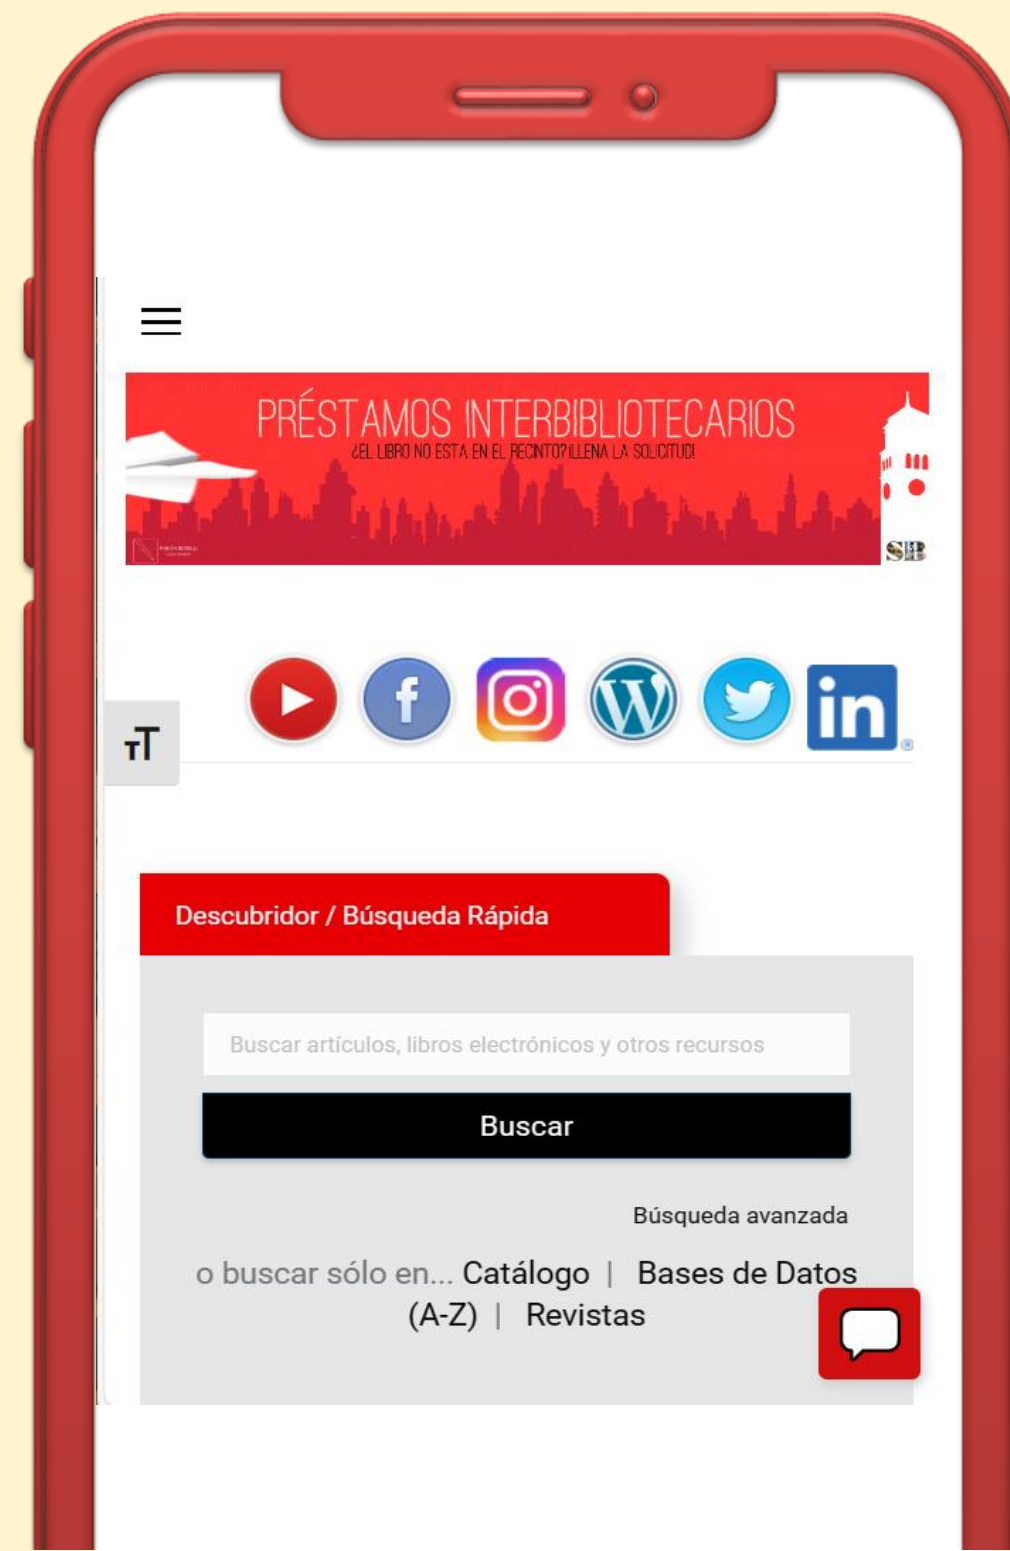 PRÉSTAMOS INTERBIBLIOTECARIOS
¿EL LIBRO NO ESTA EN EL RECINTO? ¡LLENA LA SOLICITUD!
SB
f
W
in
TT
Descubridor / Búsqueda Rápida
Buscar artículos, libros electrónicos y otros recursos
Buscar
Búsqueda avanzada
o buscar sólo en... Catálogo | Bases de Datos
(A-Z) | Revistas